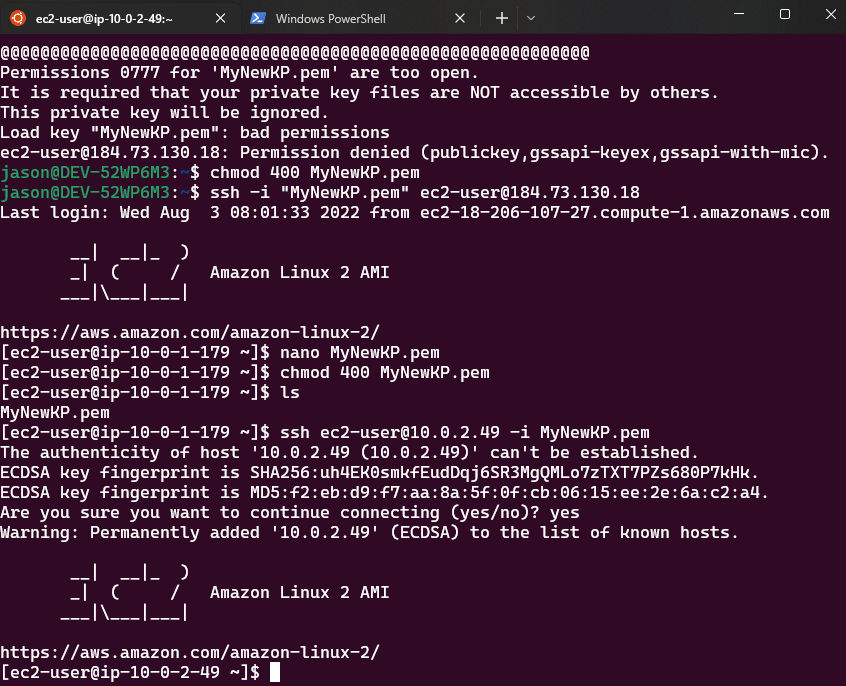 ec2-user@ip-10-0-2-49:~ Windows PowerShell
@@@@@@@@@@@@@@@@@@@@@@@@@@@@@@@@@@@@@@@@@@@@@@@@@@@@@@@@@@@
Permissions 0777 for 'MyNewKP.pem' are too open.
It is required that your private key files are NOT accessible by others.
This private key will be ignored.
Load key "MyNewKP.pem": bad permissions
ec2-user@184.73.130.18: Permission denied (publickey,gssapi-keyex,gssapi-with-mic).
jason@DEV-52WP6M3:~$ chmod 400 MyNewKP.pem
jason@DEV-52WP6M3:~$ ssh -i "MyNewKP.pem" ec2-user@184.73.130.18
Last login: Wed Aug  3 08:01:33 2022 from ec2-18-206-107-27.compute-1.amazonaws.com

       __|  __|_  )
       _|  (     /   Amazon Linux 2 AMI
      ___|\___|___|

https://aws.amazon.com/amazon-linux-2/
[ec2-user@ip-10-0-1-179 ~]$ nano MyNewKP.pem
[ec2-user@ip-10-0-1-179 ~]$ chmod 400 MyNewKP.pem
[ec2-user@ip-10-0-1-179 ~]$ ls
MyNewKP.pem
[ec2-user@ip-10-0-1-179 ~]$ ssh ec2-user@10.0.2.49 -i MyNewKP.pem
The authenticity of host '10.0.2.49 (10.0.2.49)' can't be established.
ECDSA key fingerprint is SHA256:uh4EK0smkfEudDqj6SR3MgQMLo7zTXT7PZs680P7kHk.
ECDSA key fingerprint is MD5:f2:eb:d9:f7:aa:8a:5f:0f:cb:06:15:ee:2e:6a:c2:a4.
Are you sure you want to continue connecting (yes/no)? yes
Warning: Permanently added '10.0.2.49' (ECDSA) to the list of known hosts.

       __|  __|_  )
       _|  (     /   Amazon Linux 2 AMI
      ___|\___|___|

https://aws.amazon.com/amazon-linux-2/
[ec2-user@ip-10-0-2-49 ~]$